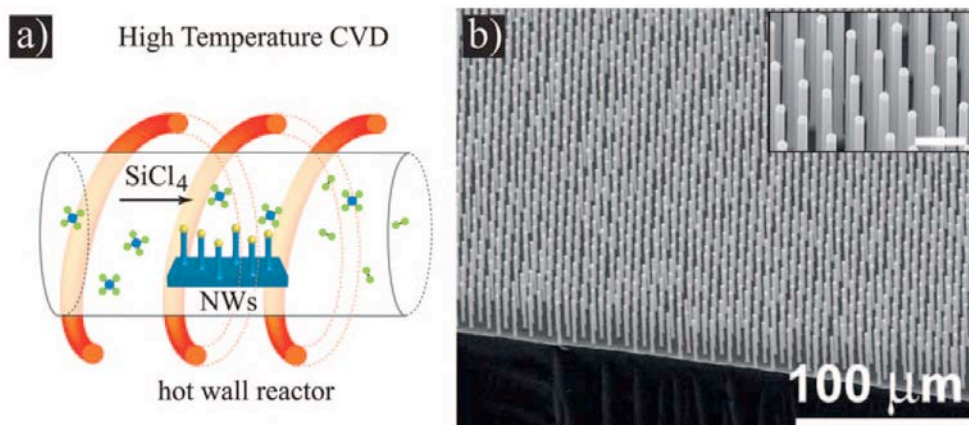 a)
High Temperature CVD
SiCl4
NWs
hot wall reactor
b)
100 μm